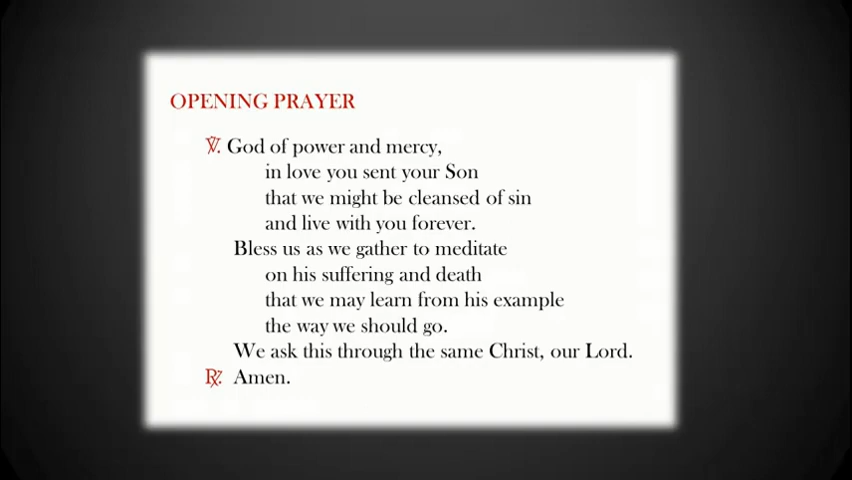 OPENING PRAYER
℣. God of power and mercy,
in love you sent your Son
that we might be cleansed of sin
and live with you forever.
Bless us as we gather to meditate
on his suffering and death
that we may learn from his example
the way we should go.
We ask this through the same Christ, our Lord.
℟. Amen.